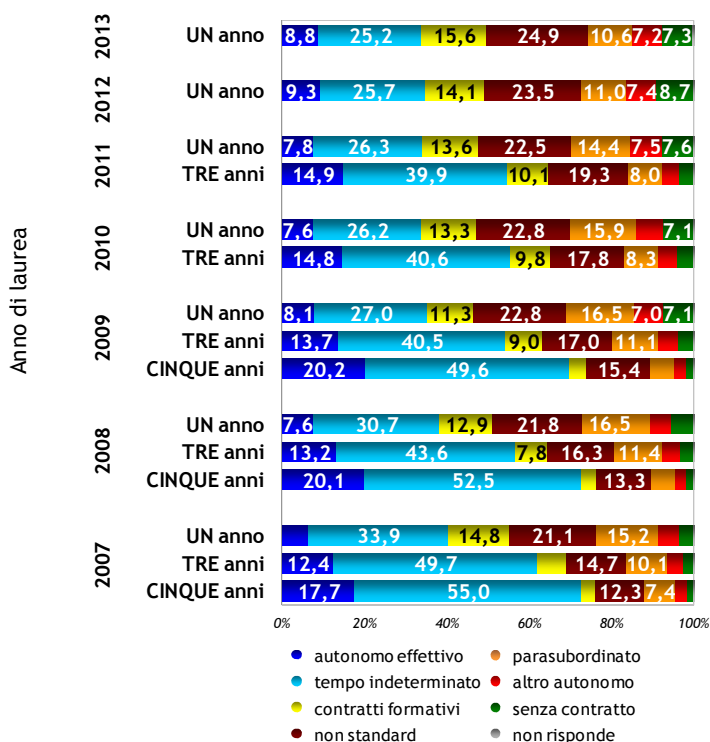 Anno di laurea
2013
UN anno 8,8 25,2 15,6 24,9 10,6 7,2 7,3
2012
UN anno 9,3 25,7 14,1 23,5 11,0 7,4 8,7
2011
UN anno 7,8 26,3 13,6 22,5 14,4 7,5 7,6
TRE anni 14,9 39,9 10,1 19,3 8,0
2010
UN anno 7,6 26,2 13,3 22,8 15,9 7,1
TRE anni 14,8 40,6 9,8 17,8 8,3
2009
UN anno 8,1 27,0 11,3 22,8 16,5 7,0 7,1
TRE anni 13,7 40,5 9,0 17,0 11,1
CINQUE anni 20,2 49,6 15,4
2008
UN anno 7,6 30,7 12,9 21,8 16,5
TRE anni 13,2 43,6 7,8 16,3 11,4
CINQUE anni 20,1 52,5 13,3
2007
UN anno 33,9 14,8 21,1 15,2
TRE anni 12,4 49,7 14,7 10,1
CINQUE anni 17,7 55,0 12,3 7,4
0% 20% 40% 60% 80% 100%
autonomo effettivo parasubordinato
tempo indeterminato altro autonomo
contratti formativi senza contratto
non standard non risponde